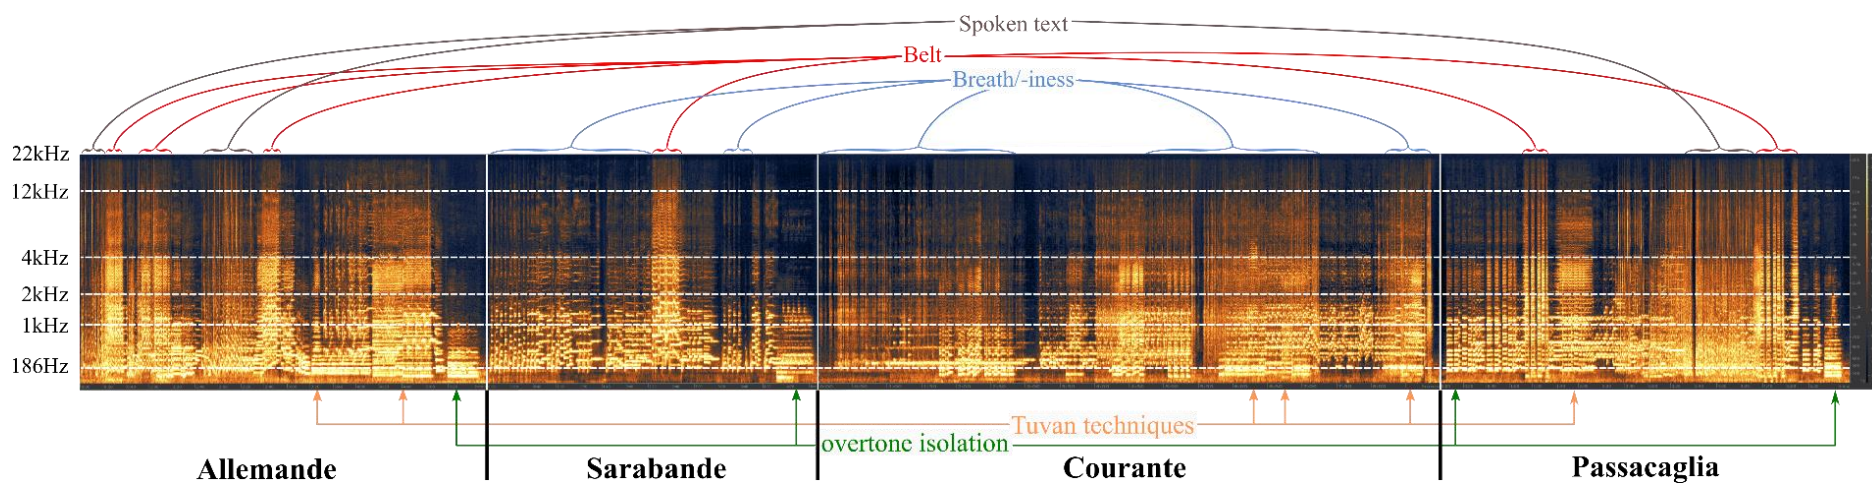 Spoken text
Belt
Breath/-iness
22kHz
12kHz
4kHz
2kHz
1kHz
186Hz
Tuvan techniques
overtone isolation
Allemande
Sarabande
Courante
Passacaglia